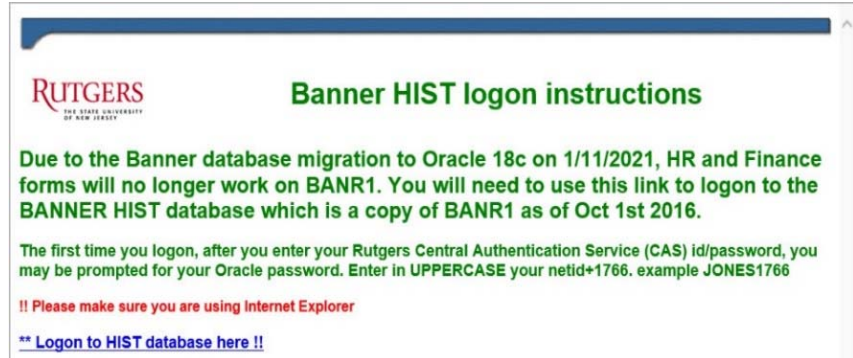 RUTGERS
THE STATE UNIVERSITY
OF NEW JERSEY
Banner HIST logon instructions
Due to the Banner database migration to Oracle 18c on 1/11/2021, HR and Finance
forms will no longer work on BANR1. You will need to use this link to logon to the
BANNER HIST database which is a copy of BANR1 as of Oct 1st 2016.
The first time you logon, after you enter your Rutgers Central Authentication Service (CAS) id/password, you
may be prompted for your Oracle password. Enter in UPPERCASE your netid+1766. example JONES1766
!! Please make sure you are using Internet Explorer
** Logon to HIST database here !!